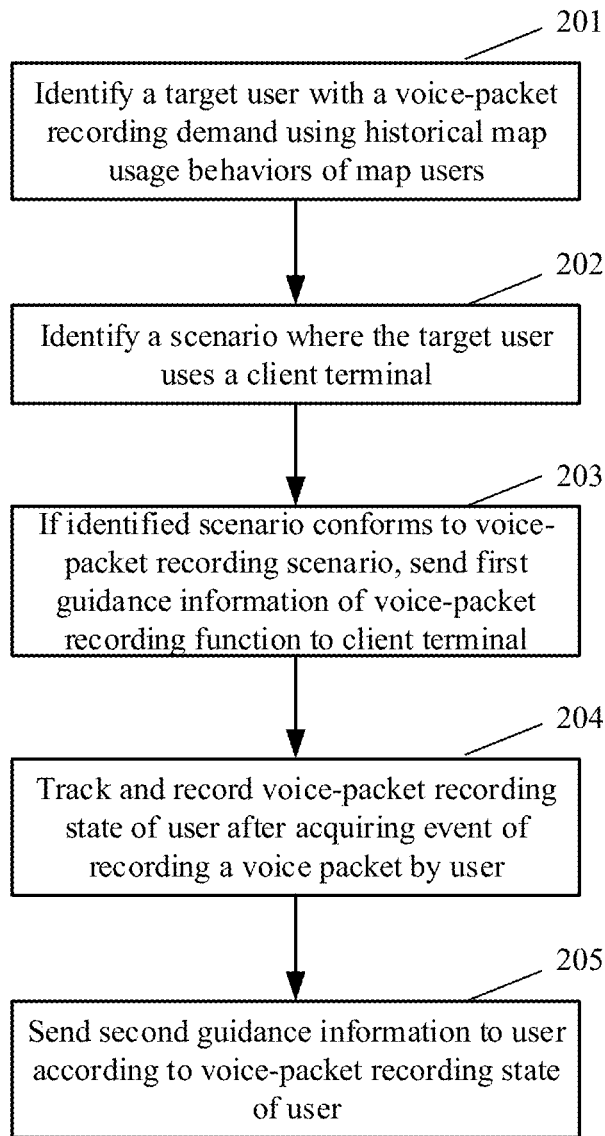 201
Identify a target user with a voice-packet
recording demand using historical map
usage behaviors of map users
202
Identify a scenario where the target user
uses a client terminal
203
If identified scenario conforms to voice-
packet recording scenario, send first
guidance information of voice-packet
recording function to client terminal
204
Track and record voice-packet recording
state of user after acquiring event of
recording a voice packet by user
205
Send second guidance information to user
according to voice-packet recording state
of user